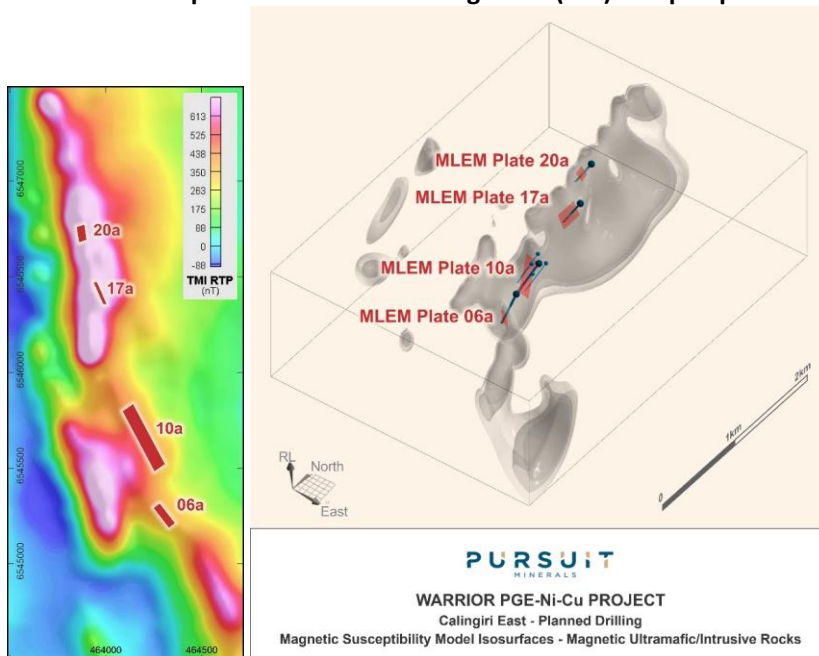 613
525
438
350
263
175
88
0
-88
TMI RTP
(nT)
6547000
6546500
6546000
6545500
6545000
20a
17a
10a
06a
464000
464500
MLEM Plate 20a
MLEM Plate 17a
MLEM Plate 10a
MLEM Plate 06a
2km
1km
0
RL
North
East
PURSUIT
MINERALS
WARRIOR PGE-Ni-Cu PROJECT
Calingiri East - Planned Drilling
Magnetic Susceptibility Model Isosurfaces - Magnetic Ultramafic/Intrusive Rocks